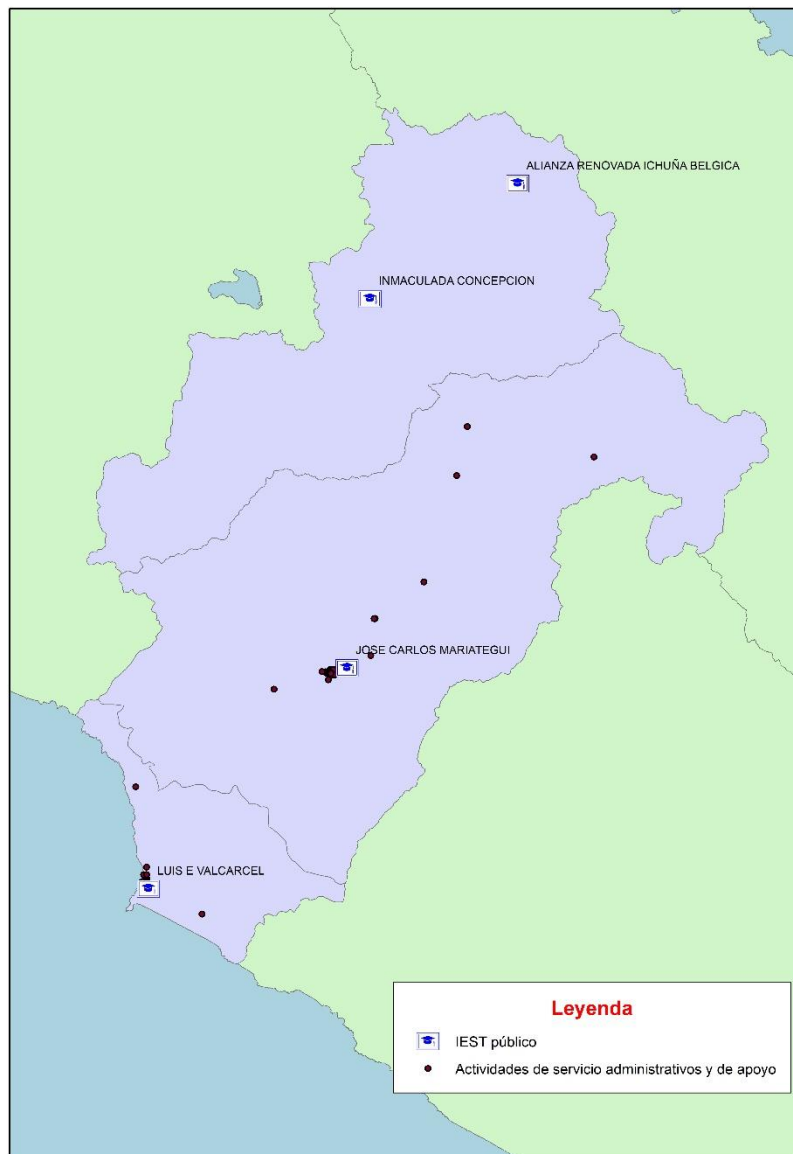 ALIANZA RENOVADA ICHUÑA BELGICA
INMACULADA CONCEPCION
JOSE CARLOS MARIATEGUI
LUIS E VALCARCEL
Leyenda
IEST público
Actividades de servicio administrativos y de apoyo